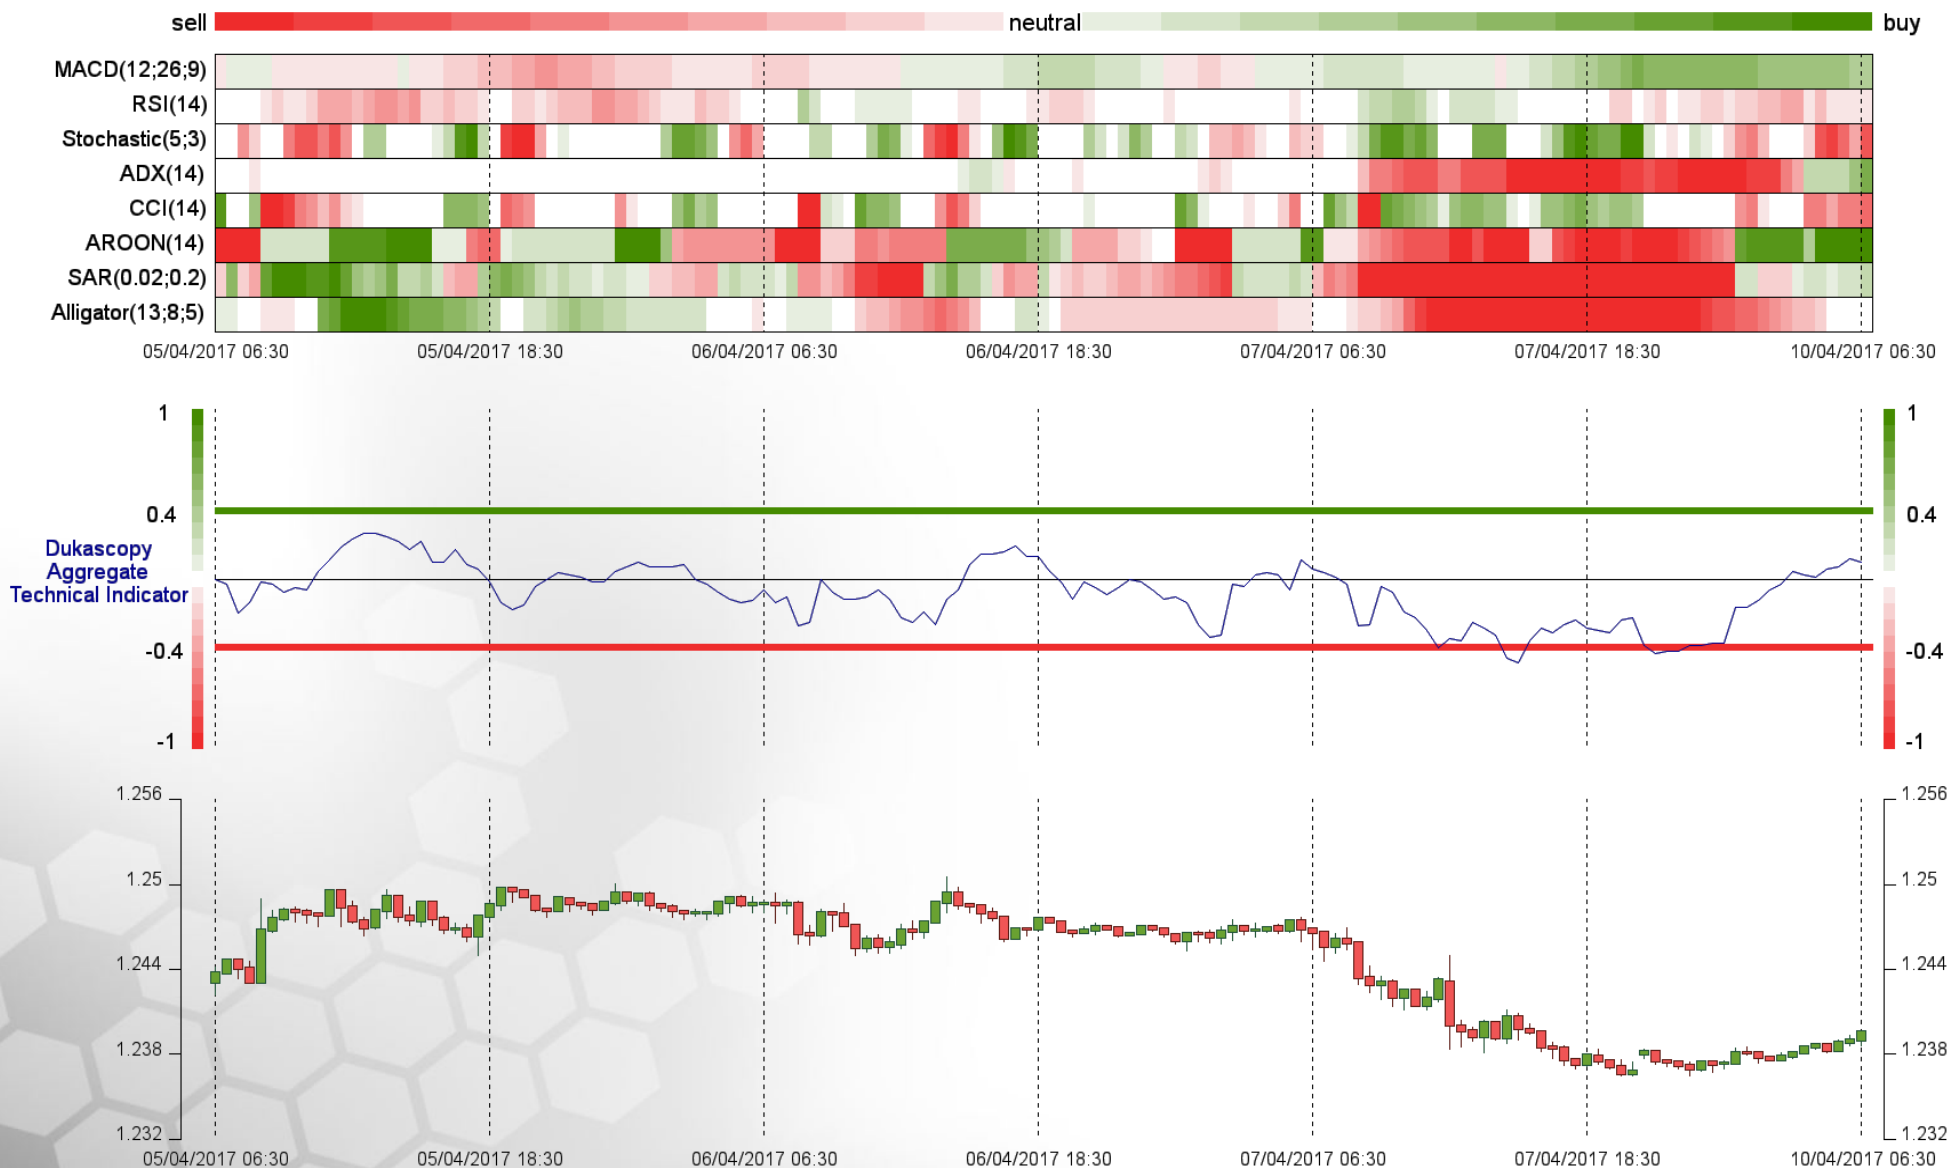 sell neutral buy
MACD(12;26;9)
RSI(14)
Stochastic(5;3)
ADX(14)
CCI(14)
AROON(14)
SAR(0.02;0.2)
Alligator(13;8;5)
05/04/2017 06:30 05/04/2017 18:30 06/04/2017 06:30 06/04/2017 18:30 07/04/2017 06:30 07/04/2017 18:30 10/04/2017 06:30
1 1
0.4 0.4
Dukascopy
Aggregate
Technical Indicator
-0.4 -0.4
-1 -1
1.256 1.256
1.25 1.25
1.244 1.244
1.238 1.238
1.232 1.232
05/04/2017 06:30 05/04/2017 18:30 06/04/2017 06:30 06/04/2017 18:30 07/04/2017 06:30 07/04/2017 18:30 10/04/2017 06:30